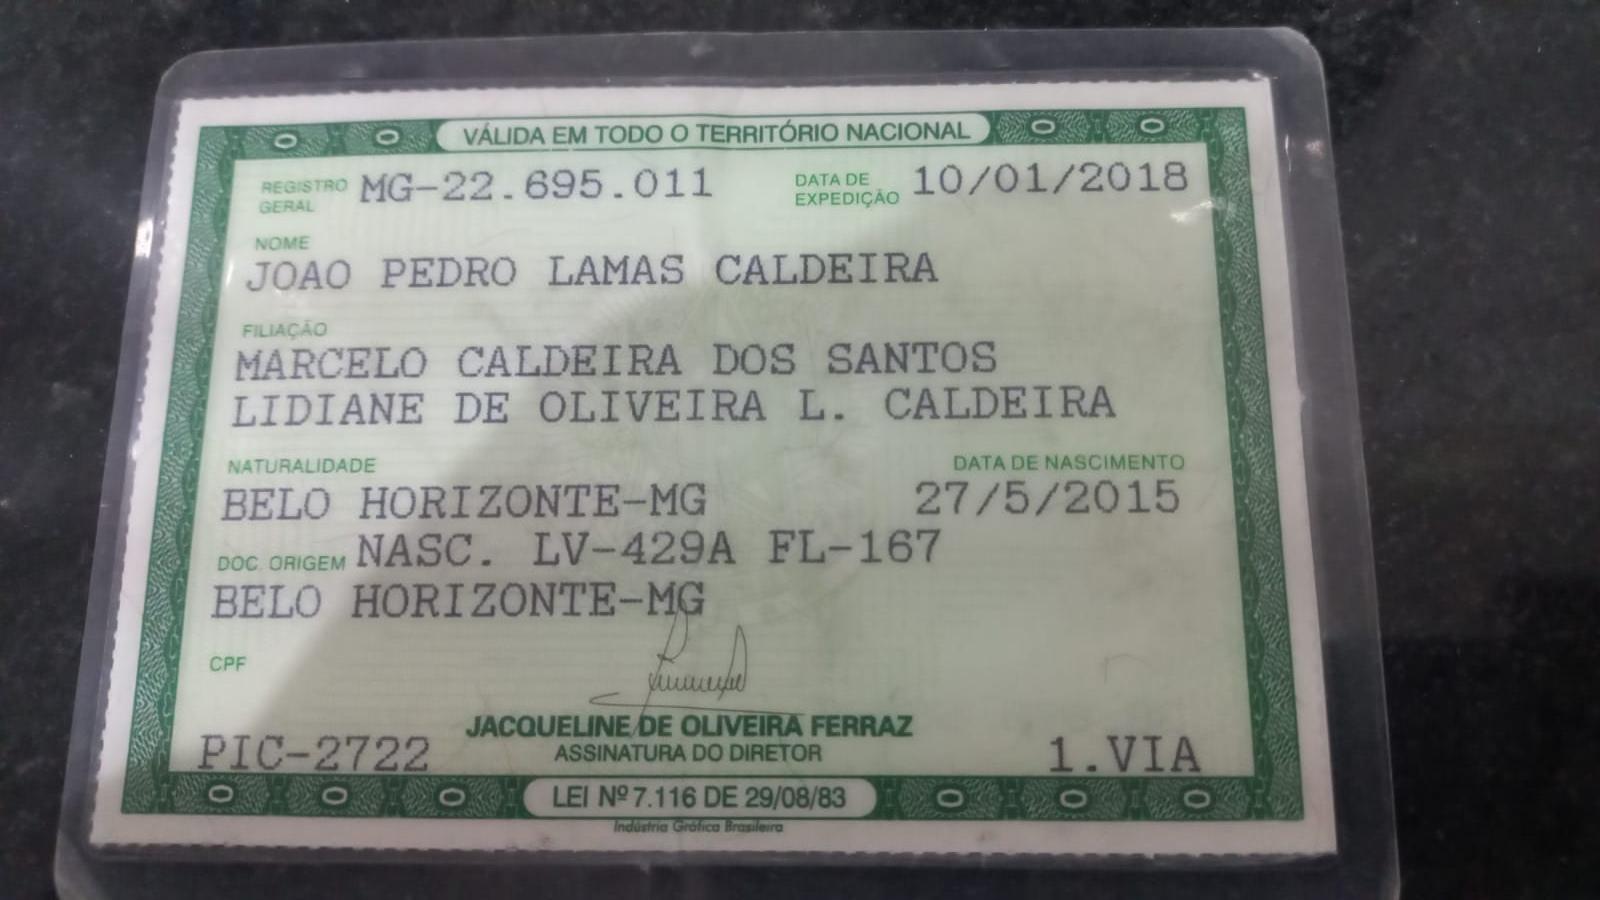 VÁLIDA EM TODO O TERRITÓRIO NACIONAL
REGISTRO GERAL MG-22.695.011 DATA DE EXPEDIÇÃO 10/01/2018
NOME
JOAO PEDRO LAMAS CALDEIRA
FILIAÇÃO
MARCELO CALDEIRA DOS SANTOS
LIDIANE DE OLIVEIRA L. CALDEIRA
NATURALIDADE DATA DE NASCIMENTO
BELO HORIZONTE-MG 27/5/2015
DOC. ORIGEM NASC. LV-429A FL-167
BELO HORIZONTE-MG
CPF
JACQUELINE DE OLIVEIRA FERRAZ
PIC-2722 ASSINATURA DO DIRETOR 1.VIA
LEI Nº 7.116 DE 29/08/83
Indústria Gráfica Brasileira